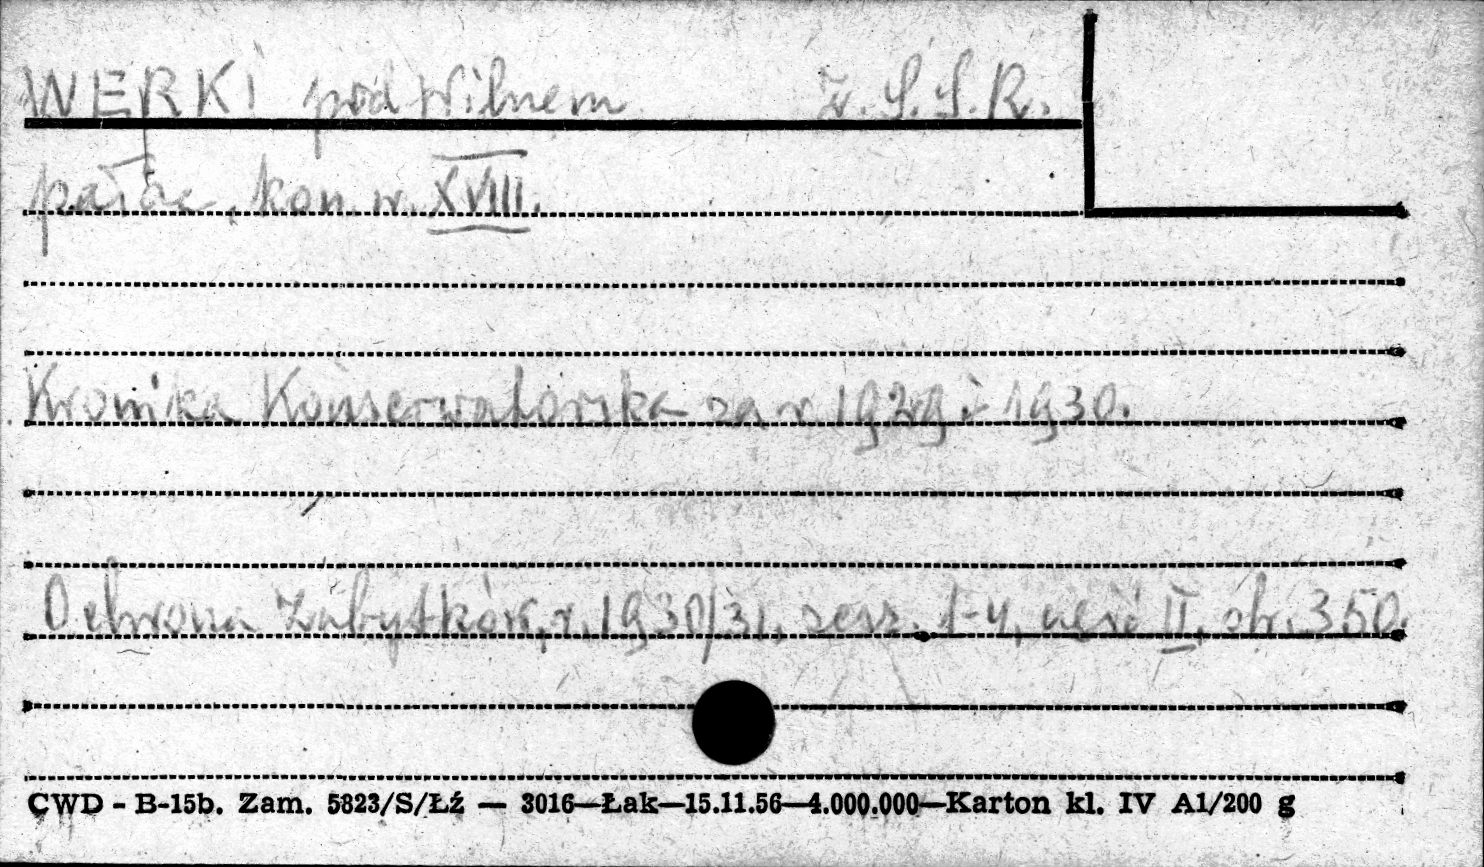 WERKI pod Wilnem Z.S.S.R.
pałac, kon. w. XVIII.
Kronika Konserwatorska za r 1929 i 1930.
Ochrona Zabytków, r. 1930/31, zesz. 1-4, część II, str. 350.
CWD - B-15b. Zam. 5823/S/Łź — 3016—Łak—15.11.56—4.000.000—Karton kl. IV A1/200 g